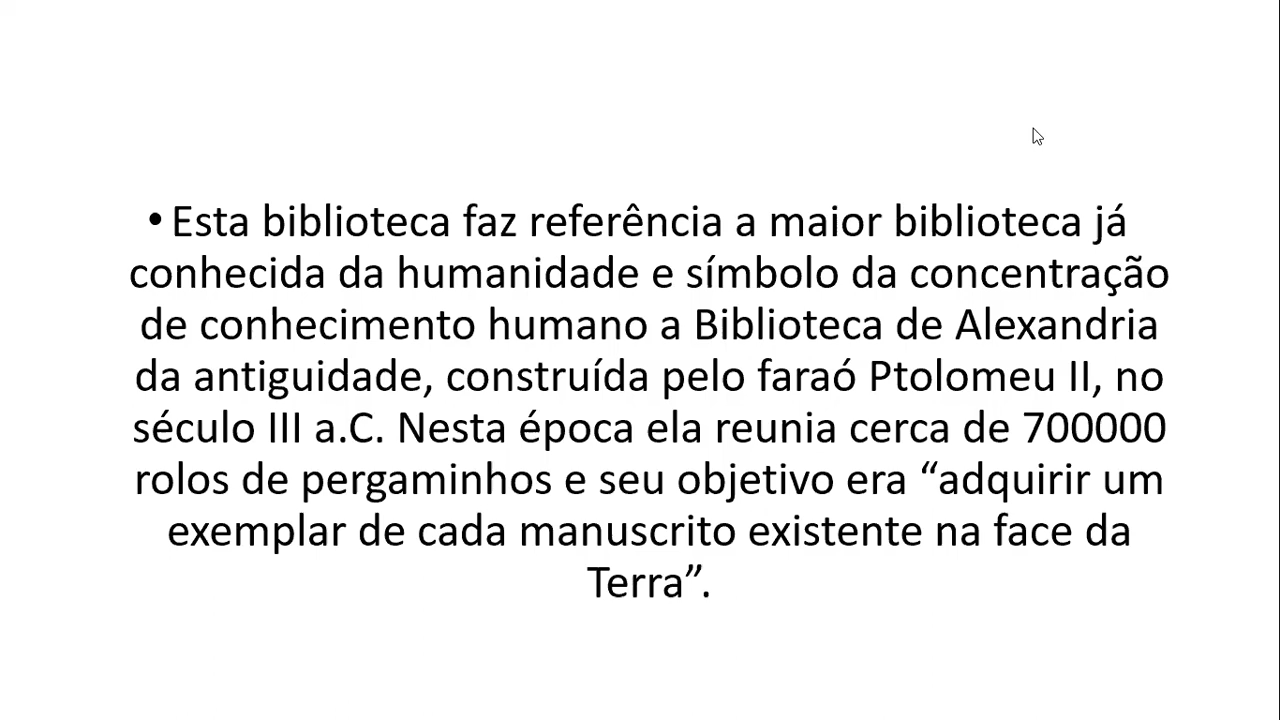 • Esta biblioteca faz referência a maior biblioteca já
conhecida da humanidade e símbolo da concentração
de conhecimento humano a Biblioteca de Alexandria
da antiguidade, construída pelo faraó Ptolomeu II, no
século III a.C. Nesta época ela reunia cerca de 700000
rolos de pergaminhos e seu objetivo era “adquirir um
exemplar de cada manuscrito existente na face da
Terra”.